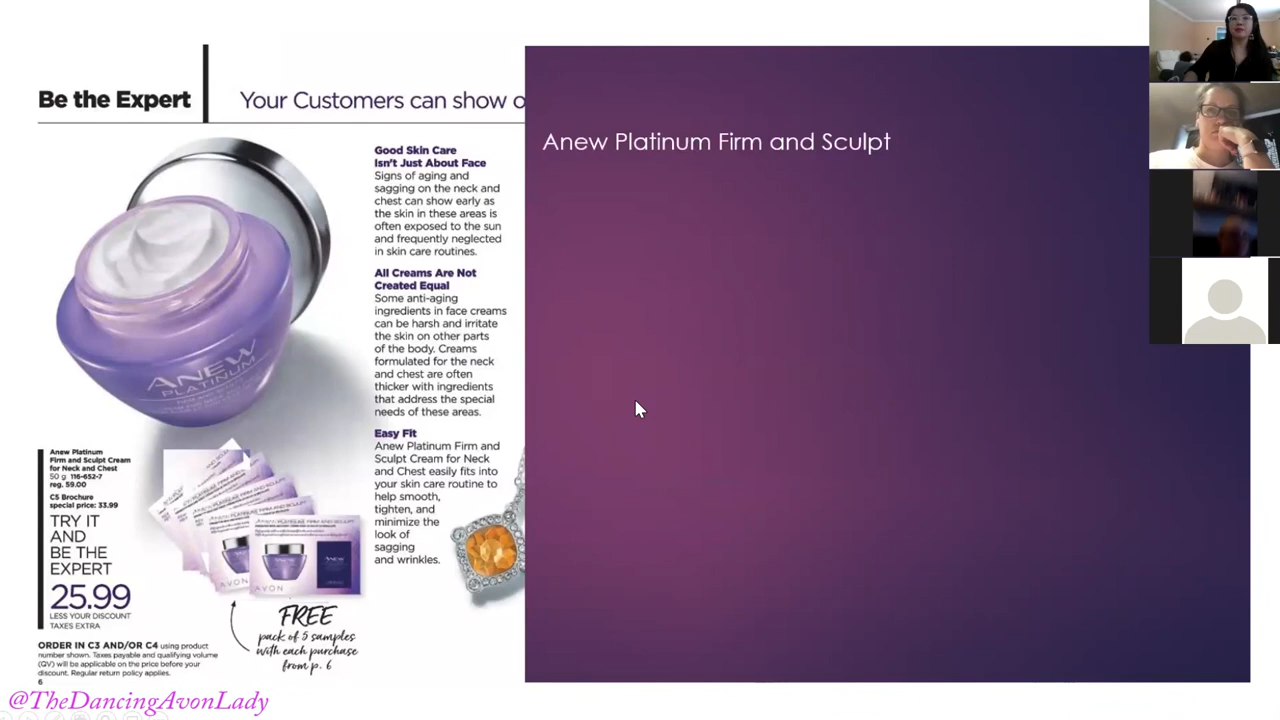 Be the Expert
Your Customers can show o
Anew Platinum Firm and Sculpt
Good Skin Care
Isn't Just About Face
Signs of aging and
sagging on the neck and
chest can show early as
the skin in these areas is
often exposed to the sun
and frequently neglected
in skin care routines.
All Creams Are Not
Created Equal
Some anti-aging
ingredients in face creams
can be harsh and irritate
the skin on other parts
of the body. Creams
formulated for the neck
and chest are often
thicker with ingredients
that address the special
needs of these areas.
Easy Fit
Anew Platinum Firm and
Sculpt Cream for Neck
and Chest easily fits into
your skin care routine to
help smooth,
tighten, and
minimize the
look of
sagging
and wrinkles.
ANEW
PLATINUM
Anew Platinum
Firm and Sculpt Cream
for Neck and Chest
50 g 116-652-7
reg. 59.00
C5 Brochure
special price: 33.99
TRY IT
AND
BE THE
EXPERT
25.99
LESS YOUR DISCOUNT
TAXES EXTRA
ANEW
AVON
FREE
pack of 5 samples
with each purchase
from p. 6
ORDER IN C3 AND/OR C4 using product
number shown. Taxes payable and qualifying volume
(QV) will be applicable on the price before your
discount. Regular return policy applies.
6
@TheDancingAvonLady